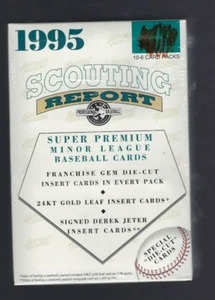 1995
10-6 CARD PACKS
SCOUTING
REPORT
SUPER PREMIUM
MINOR LEAGUE
BASEBALL CARDS
FRANCHISE GEM DIE-CUT
INSERT CARDS IN EVERY PACK
24KT GOLD LEAF INSERT CARDS*
SIGNED DEREK JETER
INSERT CARDS**
SPECIAL
DIE-CUT
CARDS